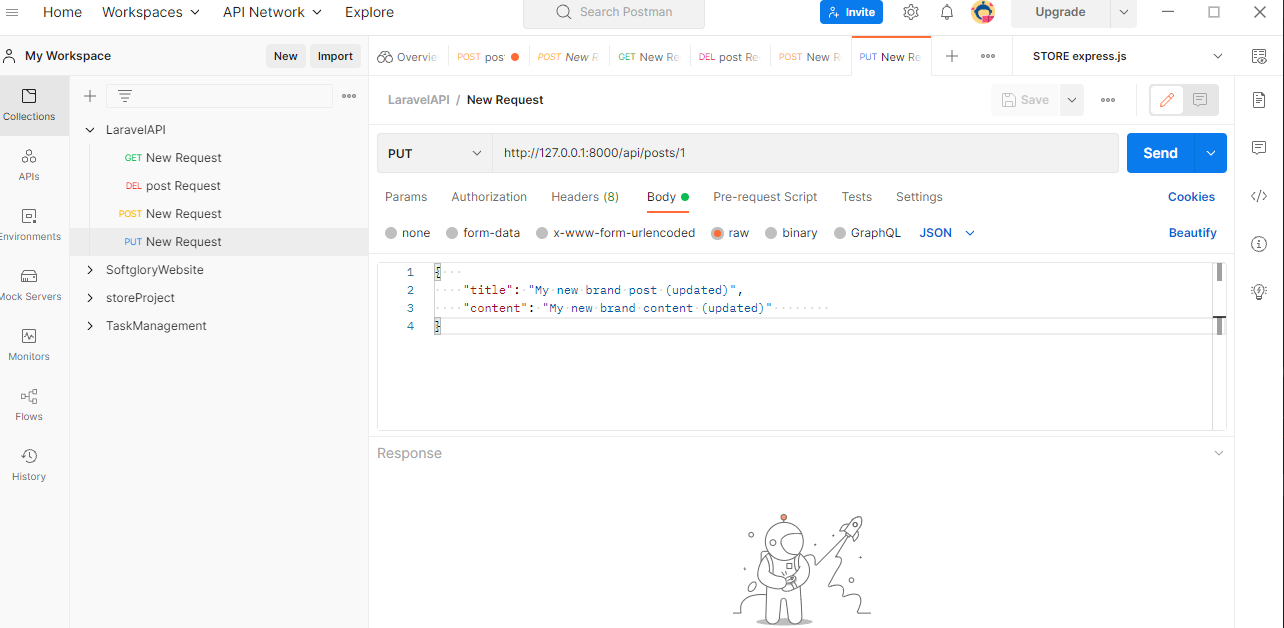 Home Workspaces API Network Explore Search Postman Invite Upgrade
My Workspace New Import Overvie POST pos POST New R GET New Re DEL post Re POST New R PUT New Re STORE express.js
LaravelAPI / New Request Save
Collections
APIs
Environments
Mock Servers
Monitors
Flows
History
LaravelAPI
GET New Request
DEL post Request
POST New Request
PUT New Request
SoftgloryWebsite
storeProject
TaskManagement
PUT http://127.0.0.1:8000/api/posts/1 Send
Params Authorization Headers (8) Body Pre-request Script Tests Settings Cookies
none form-data x-www-form-urlencoded raw binary GraphQL JSON Beautify
1 {
2 "title": "My new brand post (updated)",
3 "content": "My new brand content (updated)"
4 }
Response